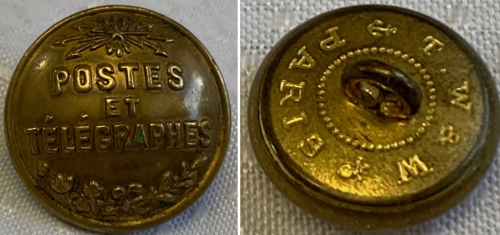 POSTES
ET
TÉLÉGRAPHES
T. W & W & PARIS